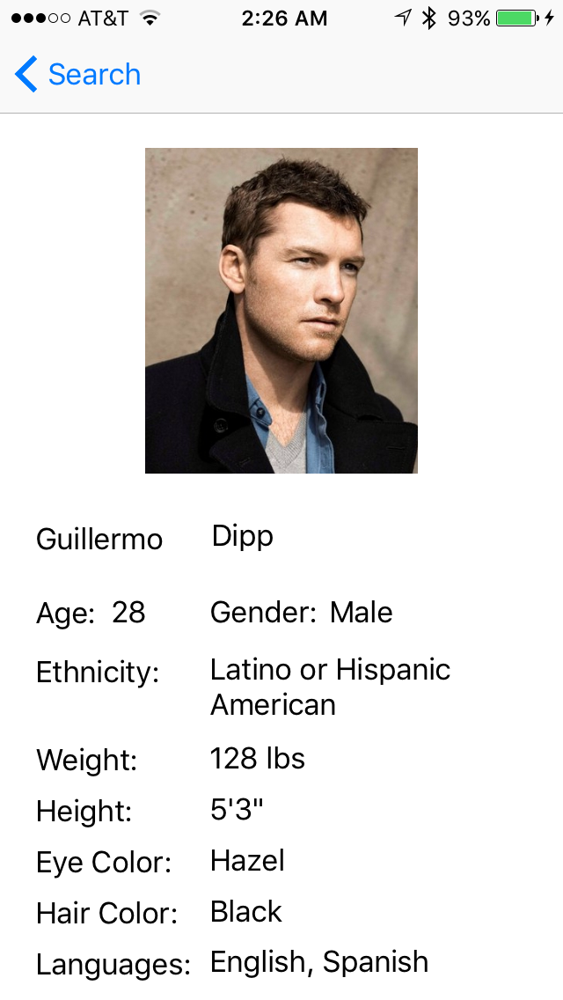 AT&T 2:26 AM 93%
Search
Guillermo Dipp
Age: 28 Gender: Male
Ethnicity: Latino or Hispanic
American
Weight: 128 lbs
Height: 5'3"
Eye Color: Hazel
Hair Color: Black
Languages: English, Spanish